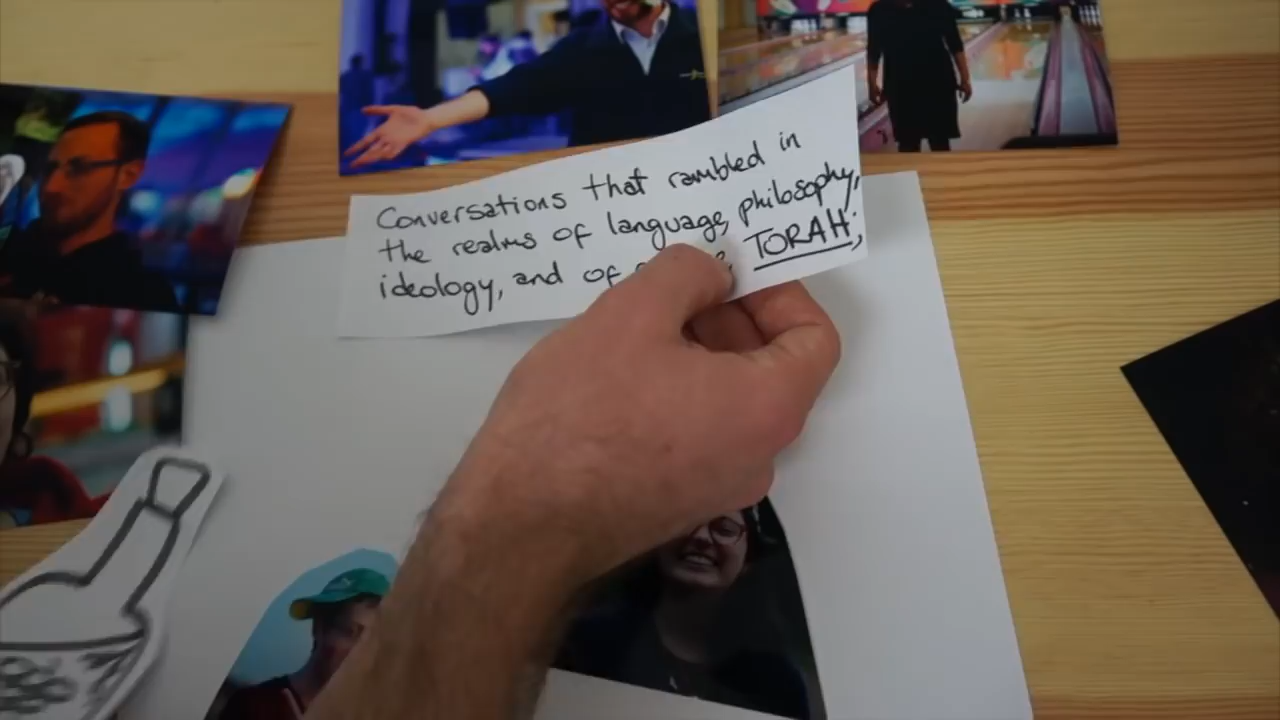 Conversations that rambled in
the realms of language, philosophy,
ideology, and of TORAH;